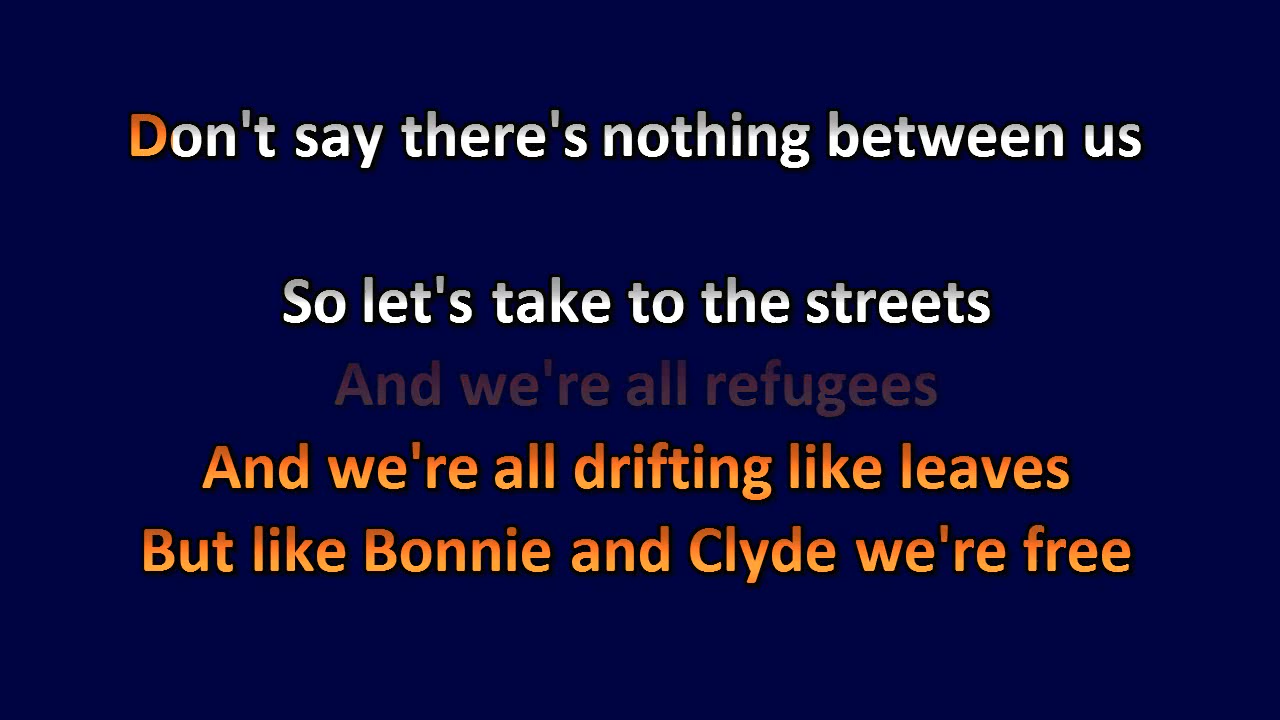 Don't say there's nothing between us
So let's take to the streets
And we're all refugees
And we're all drifting like leaves
But like Bonnie and Clyde we're free